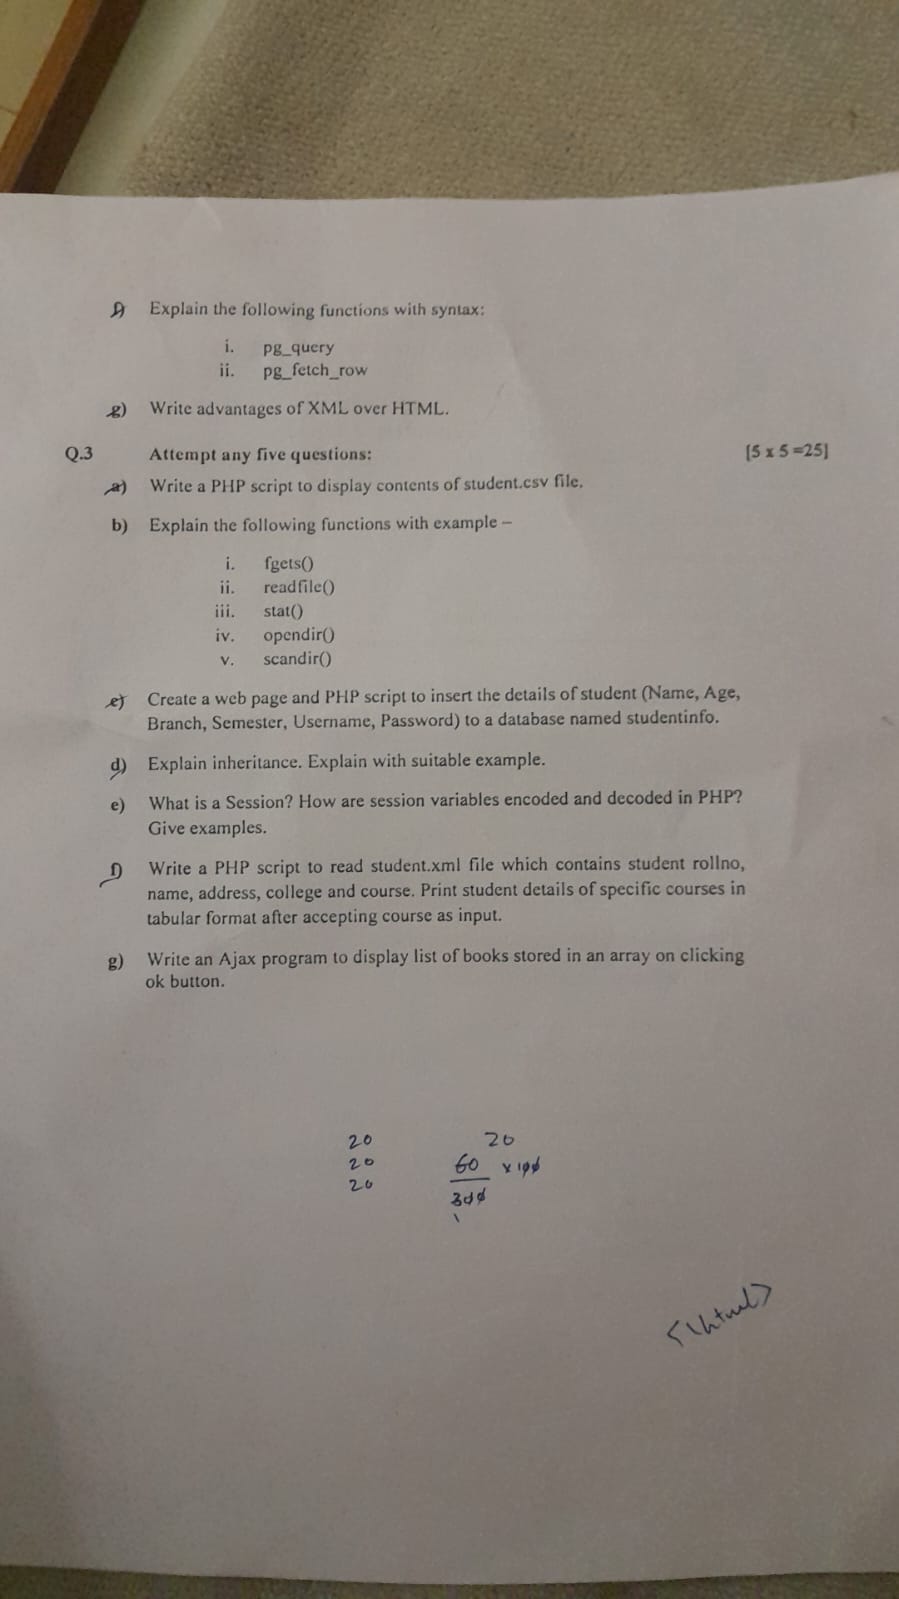 f) Explain the following functions with syntax:
i. pg_query
ii. pg_fetch_row
g) Write advantages of XML over HTML.
Q.3 Attempt any five questions: [5 x 5 =25]
a) Write a PHP script to display contents of student.csv file.
b) Explain the following functions with example –
i. fgets()
ii. readfile()
iii. stat()
iv. opendir()
v. scandir()
c) Create a web page and PHP script to insert the details of student (Name, Age,
Branch, Semester, Username, Password) to a database named studentinfo.
d) Explain inheritance. Explain with suitable example.
e) What is a Session? How are session variables encoded and decoded in PHP?
Give examples.
f) Write a PHP script to read student.xml file which contains student rollno,
name, address, college and course. Print student details of specific courses in
tabular format after accepting course as input.
g) Write an Ajax program to display list of books stored in an array on clicking
ok button.
20 20
20 60 x 100
20 300
<\html>